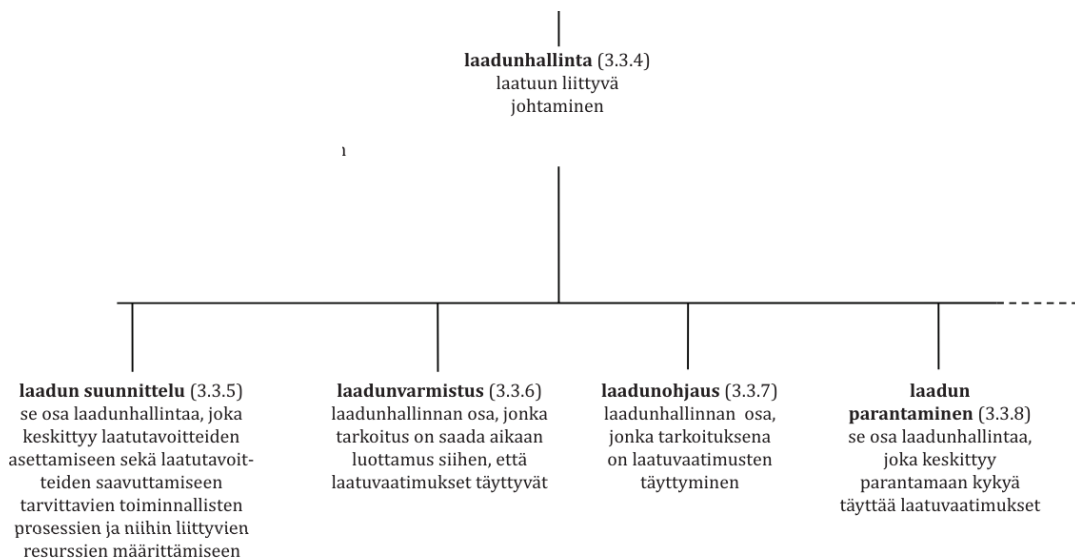 laadunhallinta (3.3.4)
laatuun liittyvä
johtaminen
ı
laadun suunnittelu (3.3.5)
se osa laadunhallintaa, joka
keskittyy laatutavoitteiden
asettamiseen sekä laatutavoit-
teiden saavuttamiseen
tarvittavien toiminnallisten
prosessien ja niihin liittyvien
resurssien määrittämiseen
laadunvarmistus (3.3.6)
laadunhallinnan osa, jonka
tarkoitus on saada aikaan
luottamus siihen, että
laatuvaatimukset täyttyvät
laadunohjaus (3.3.7)
laadunhallinnan osa,
jonka tarkoituksena
on laatuvaatimusten
täyttyminen
laadun
parantaminen (3.3.8)
se osa laadunhallintaa,
joka keskittyy
parantamaan kykyä
täyttää laatuvaatimukset